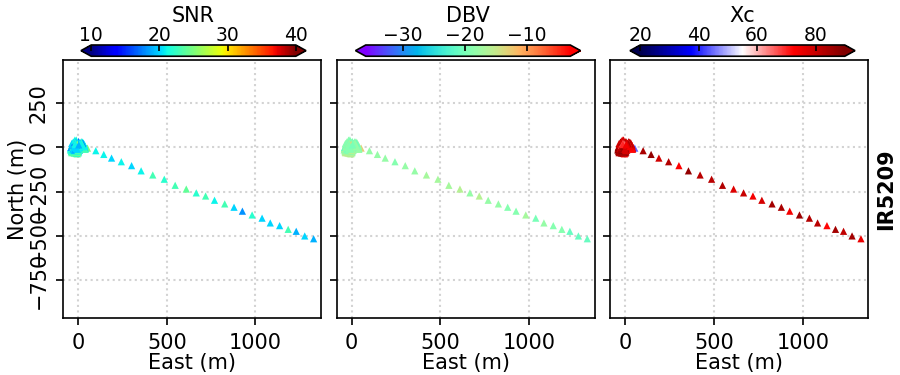 SNR DBV Xc
10 20 30 40 −30 −20 −10 20 40 60 80
North (m)
250
0
−250
−500
−750
IR5209
0 500 1000 0 500 1000 0 500 1000
East (m) East (m) East (m)